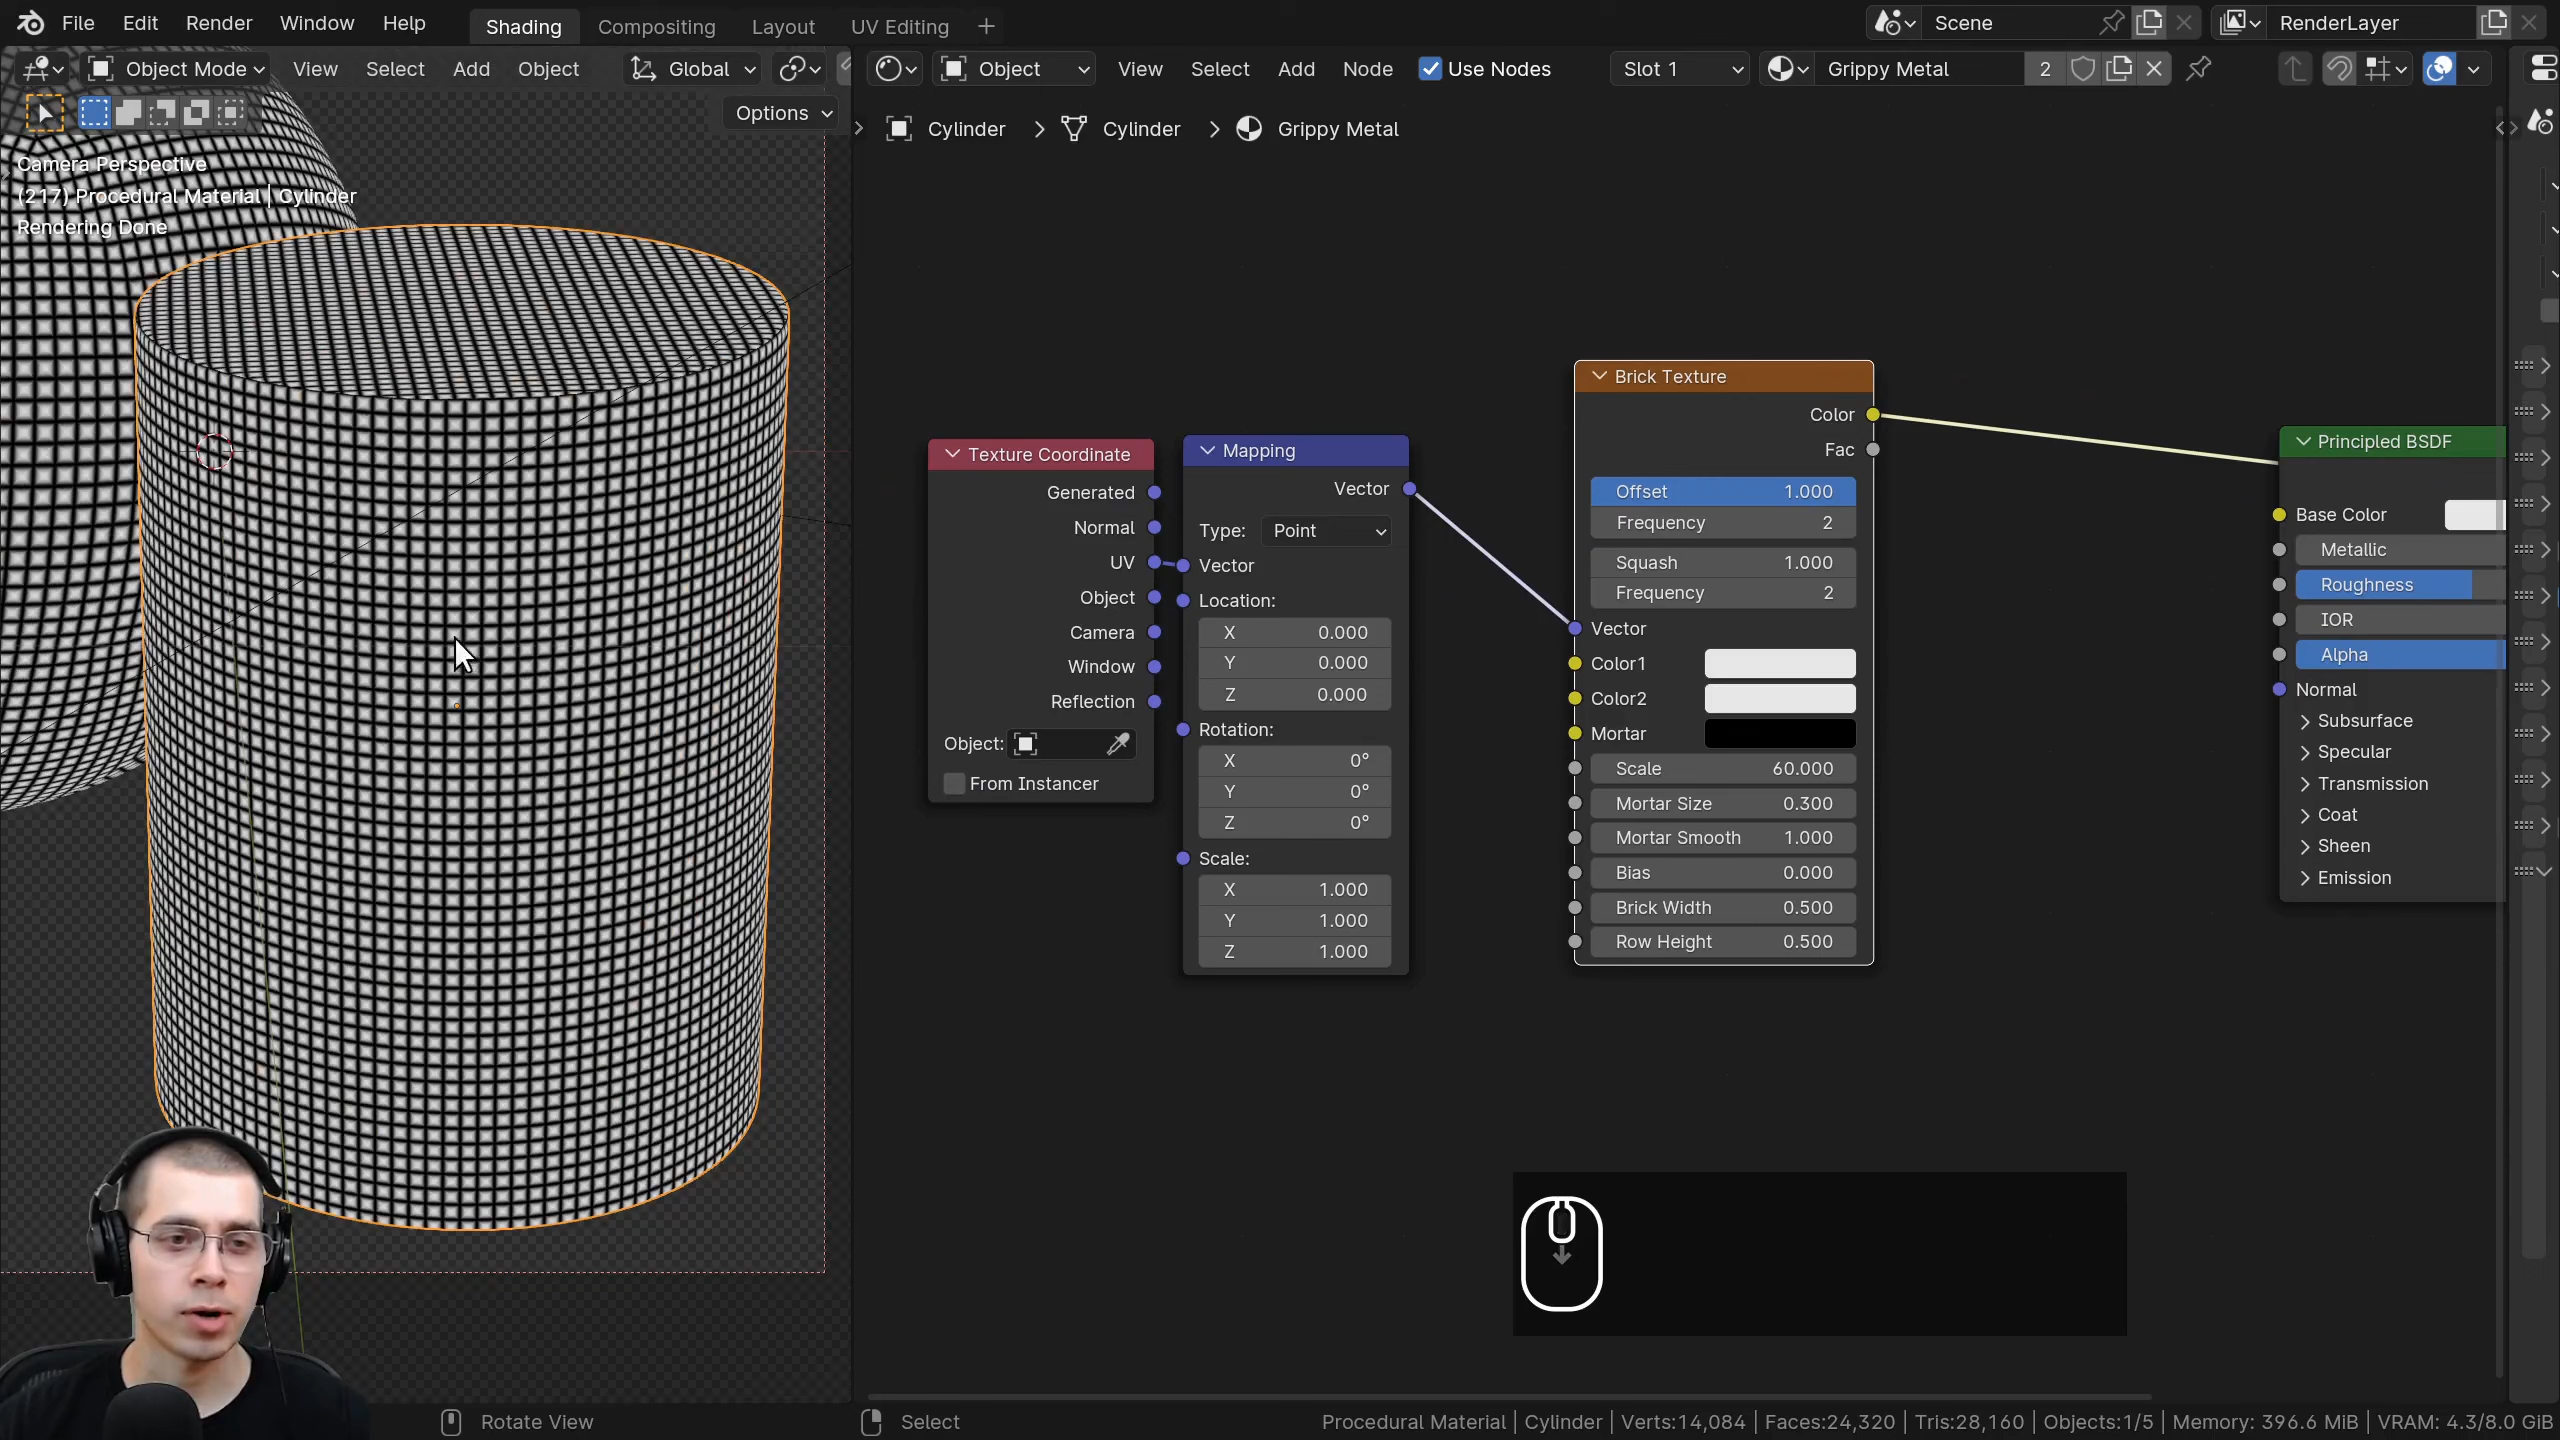 File Edit Render Window Help Shading Compositing Layout UV Editing + Scene RenderLayer
Object Mode View Select Add Object Global
Object View Select Add Node Use Nodes Slot 1 Grippy Metal 2
Options
Camera Perspective
(217) Procedural Material | Cylinder
Rendering Done
Cylinder > Cylinder > Grippy Metal
Texture Coordinate
Generated
Normal
UV
Object
Camera
Window
Reflection
Object:
From Instancer
Mapping
Vector
Type: Point
Vector
Location:
X 0.000
Y 0.000
Z 0.000
Rotation:
X 0°
Y 0°
Z 0°
Scale:
X 1.000
Y 1.000
Z 1.000
Brick Texture
Color
Fac
Offset 1.000
Frequency 2
Squash 1.000
Frequency 2
Vector
Color1
Color2
Mortar
Scale 60.000
Mortar Size 0.300
Mortar Smooth 1.000
Bias 0.000
Brick Width 0.500
Row Height 0.500
Principled BSDF
Base Color
Metallic
Roughness
IOR
Alpha
Normal
Subsurface
Specular
Transmission
Coat
Sheen
Emission
Rotate View
Select
Procedural Material | Cylinder | Verts:14,084 | Faces:24,320 | Tris:28,160 | Objects:1/5 | Memory: 396.6 MiB | VRAM: 4.3/8.0 GiB